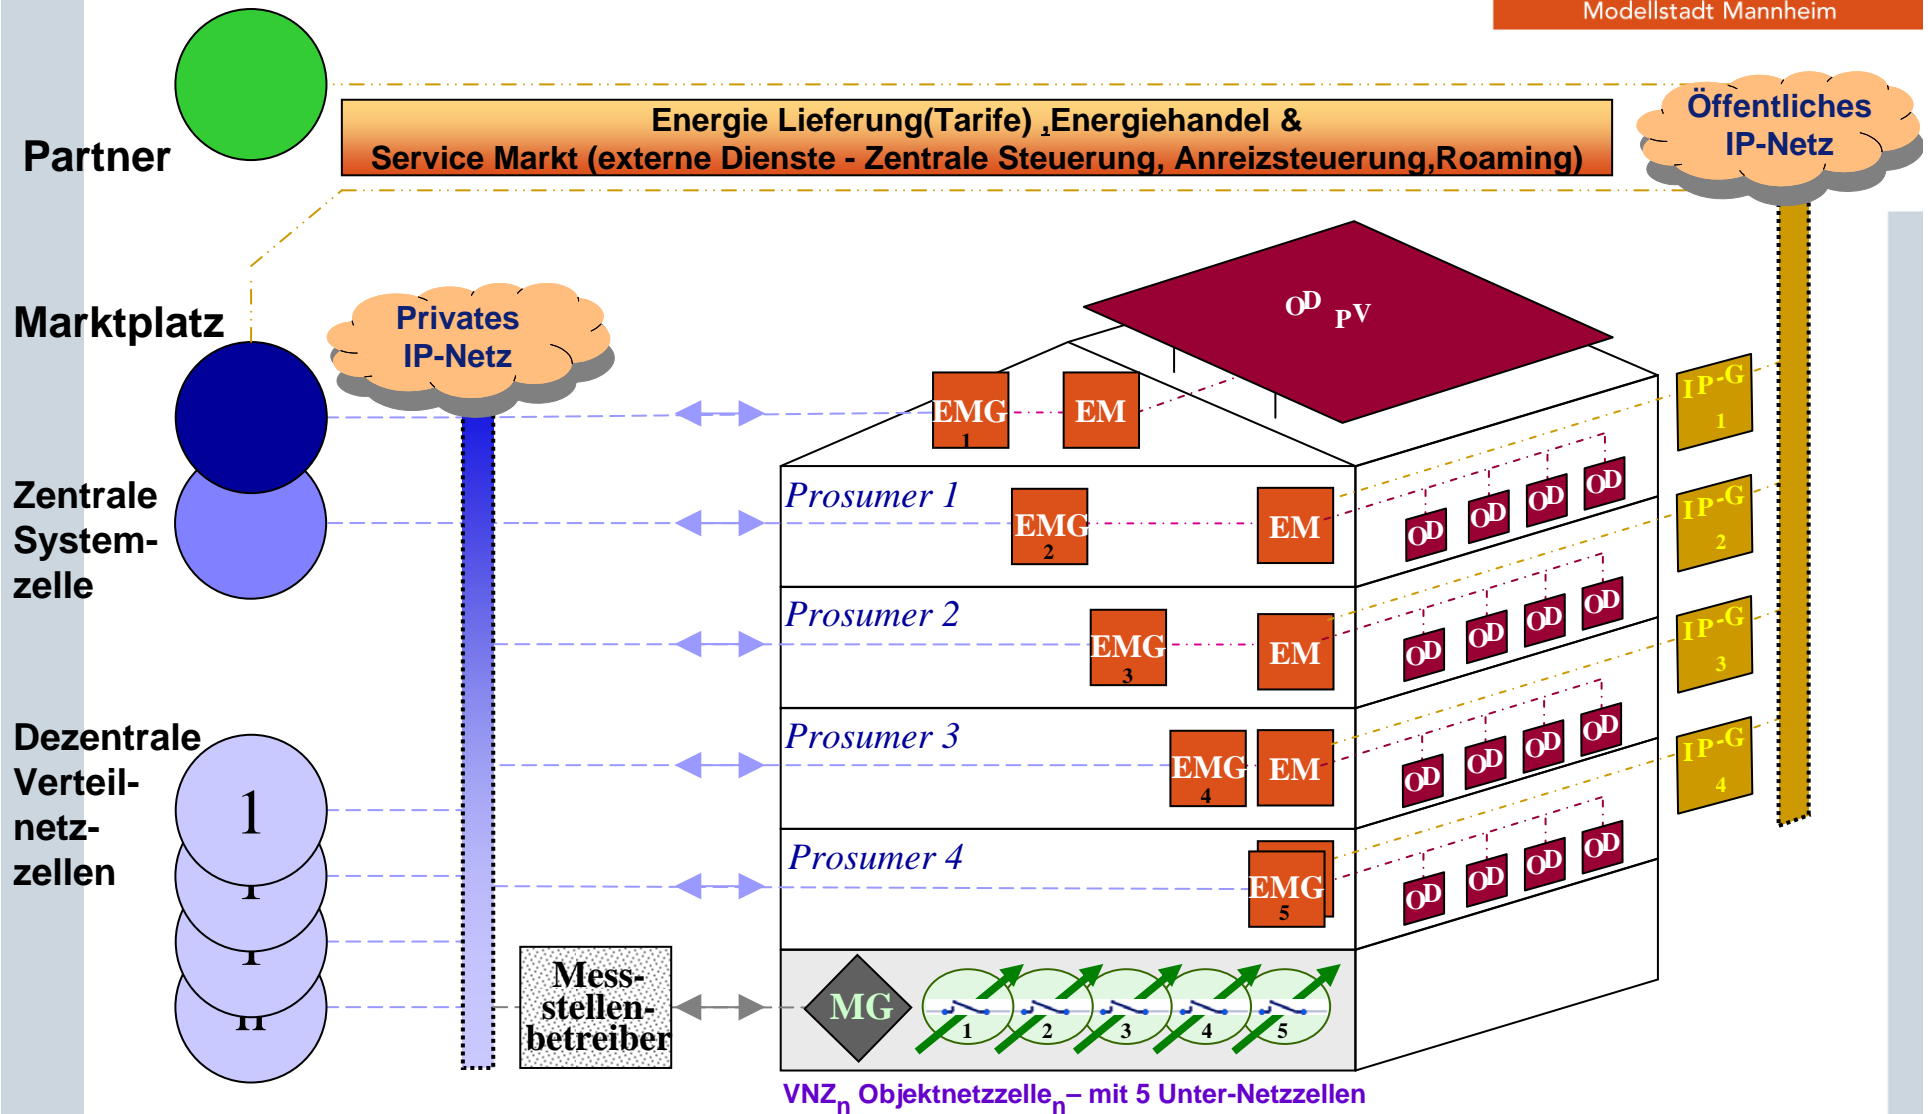 Modellstadt Mannheim
Partner
Energie Lieferung(Tarife) ,Energiehandel &
Service Markt (externe Dienste - Zentrale Steuerung, Anreizsteuerung,Roaming)
Öffentliches
IP-Netz
Marktplatz
Privates
IP-Netz
OD PV
EMG
1
EM
IP-G
1
Zentrale
System-
zelle
Prosumer 1
EMG
2
EM
OD
OD
OD
OD
IP-G
2
Prosumer 2
EMG
3
EM
OD
OD
OD
OD
IP-G
3
Prosumer 3
EMG
4
EM
OD
OD
OD
OD
IP-G
4
Dezentrale
Verteil-
netz-
zellen
1
Prosumer 4
EMG
5
OD
OD
OD
OD
n
Mess-
stellen-
betreiber
MG
1
2
3
4
5
VNZn Objektnetzzellen– mit 5 Unter-Netzzellen